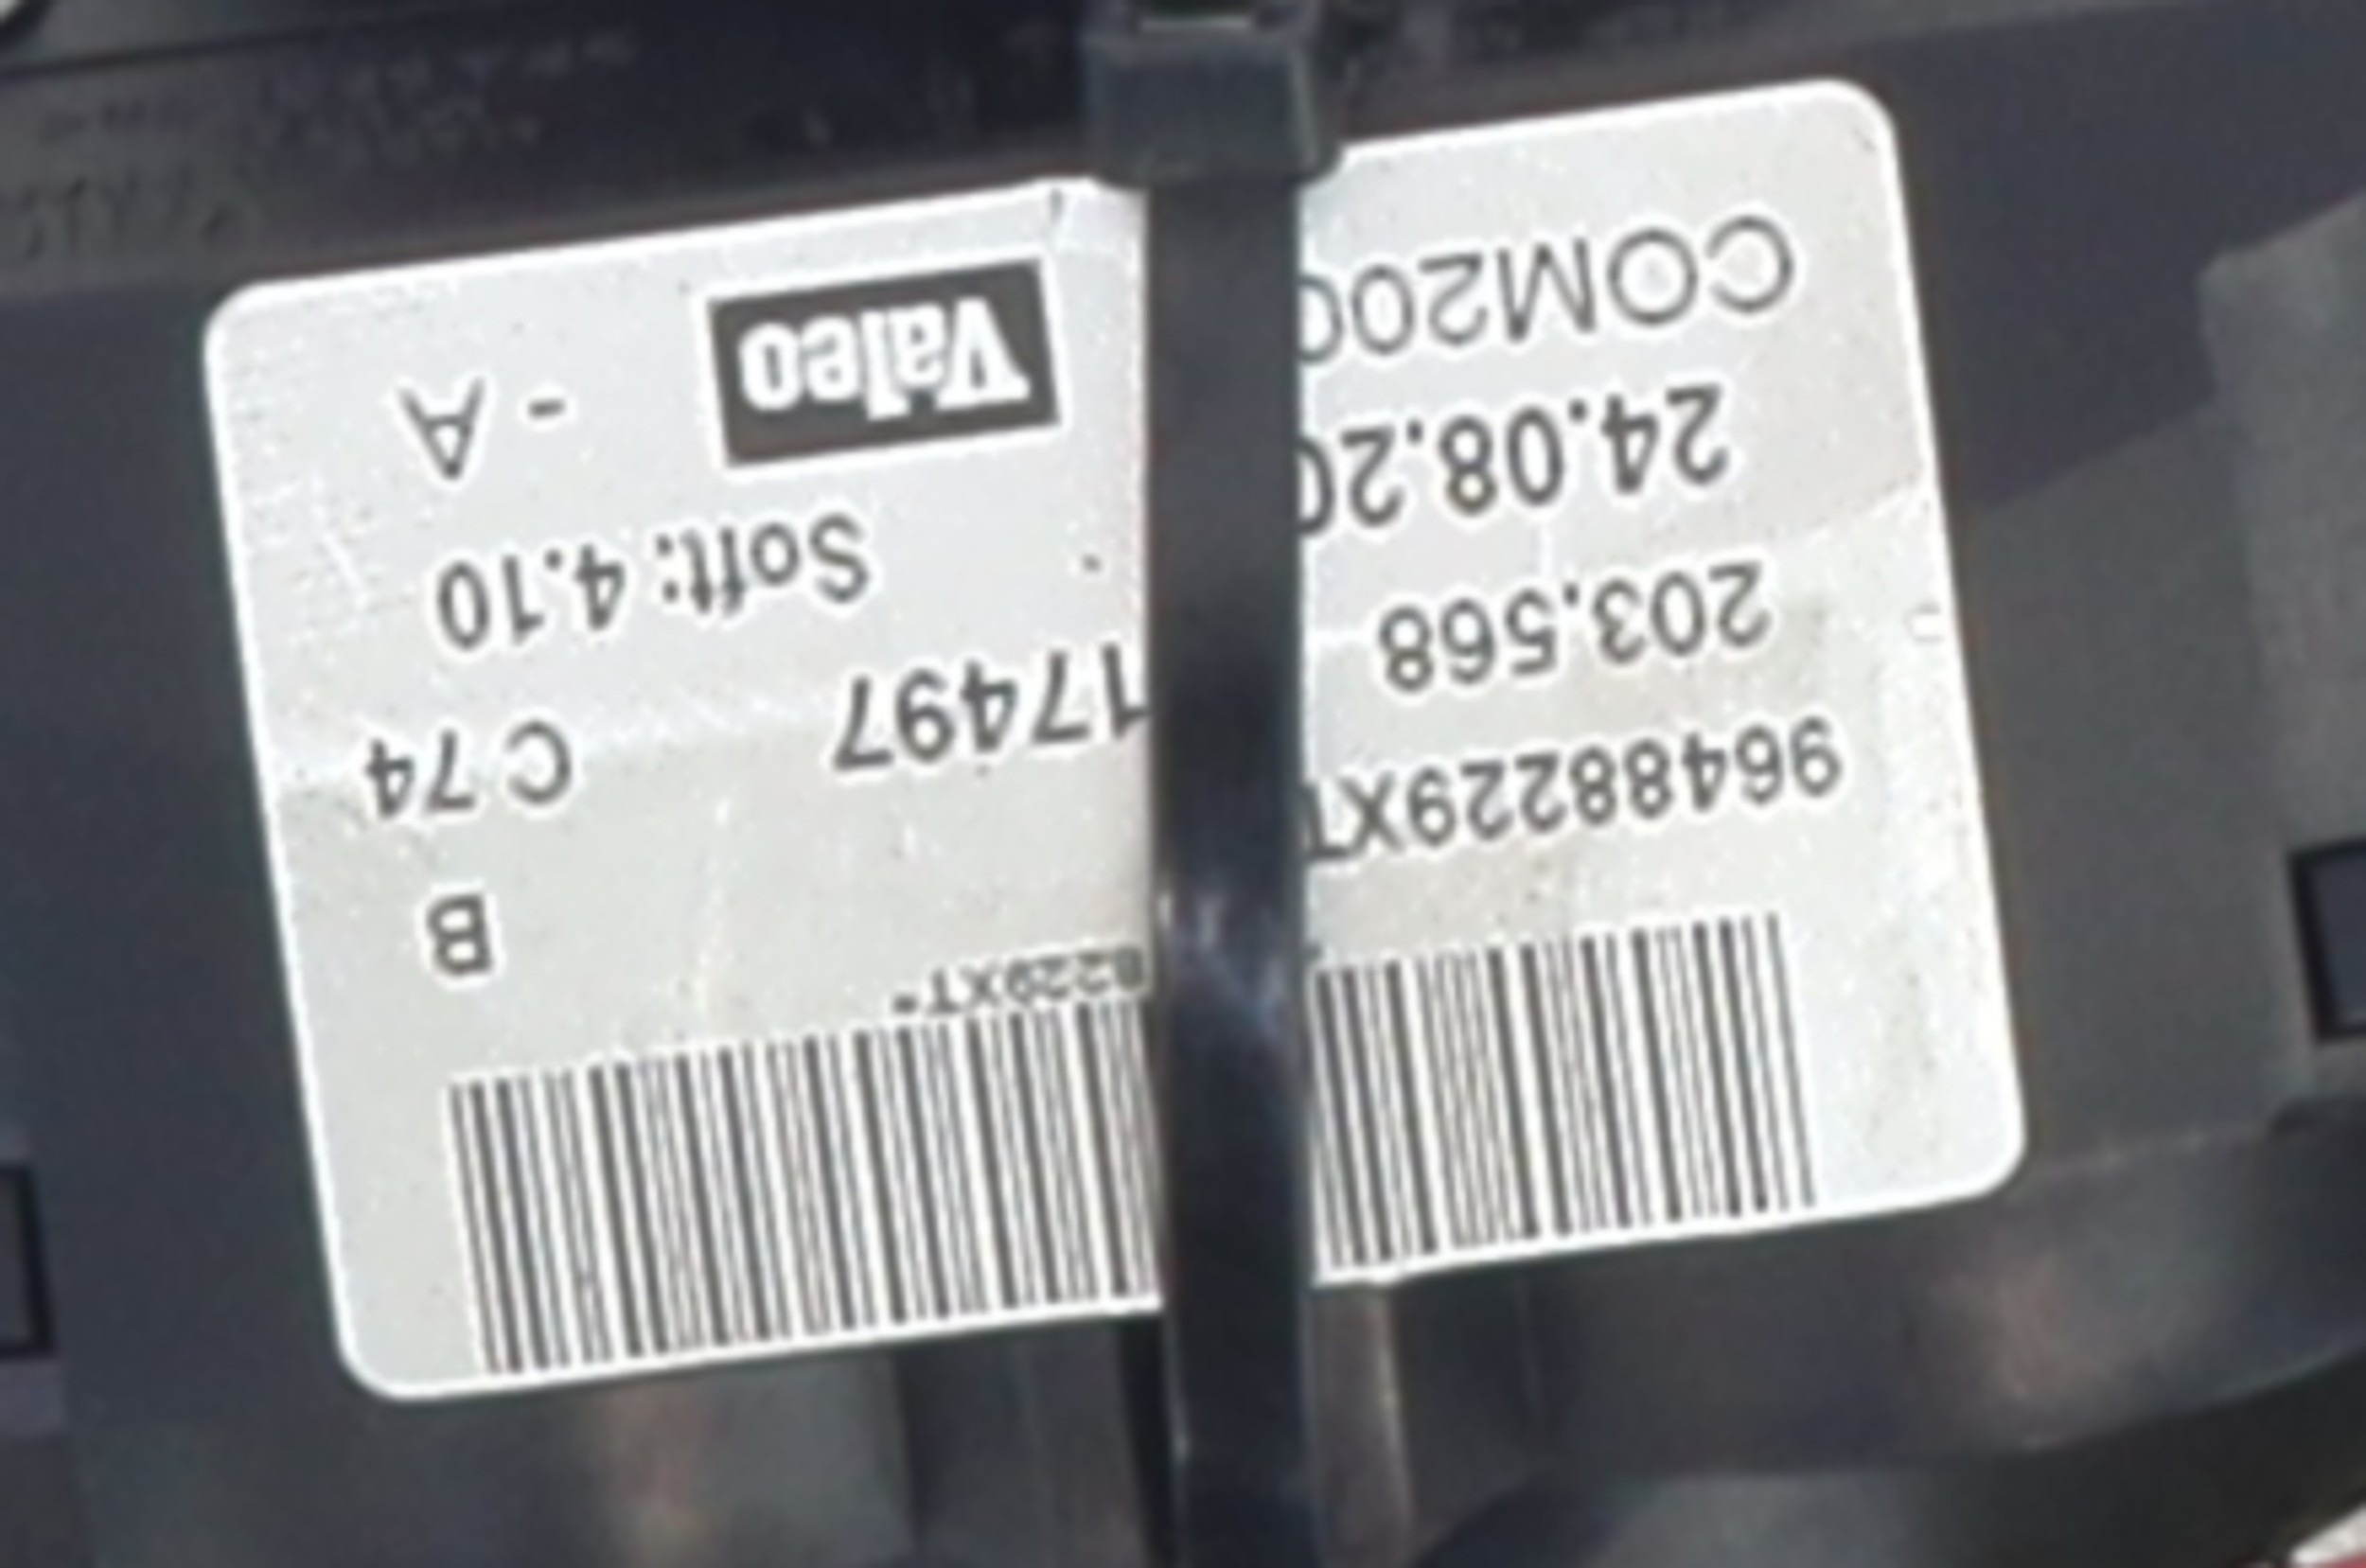 96488229XT B
203.568 17497 C 74
24.08.20 Soft: 4.10
COM200 Valeo - A